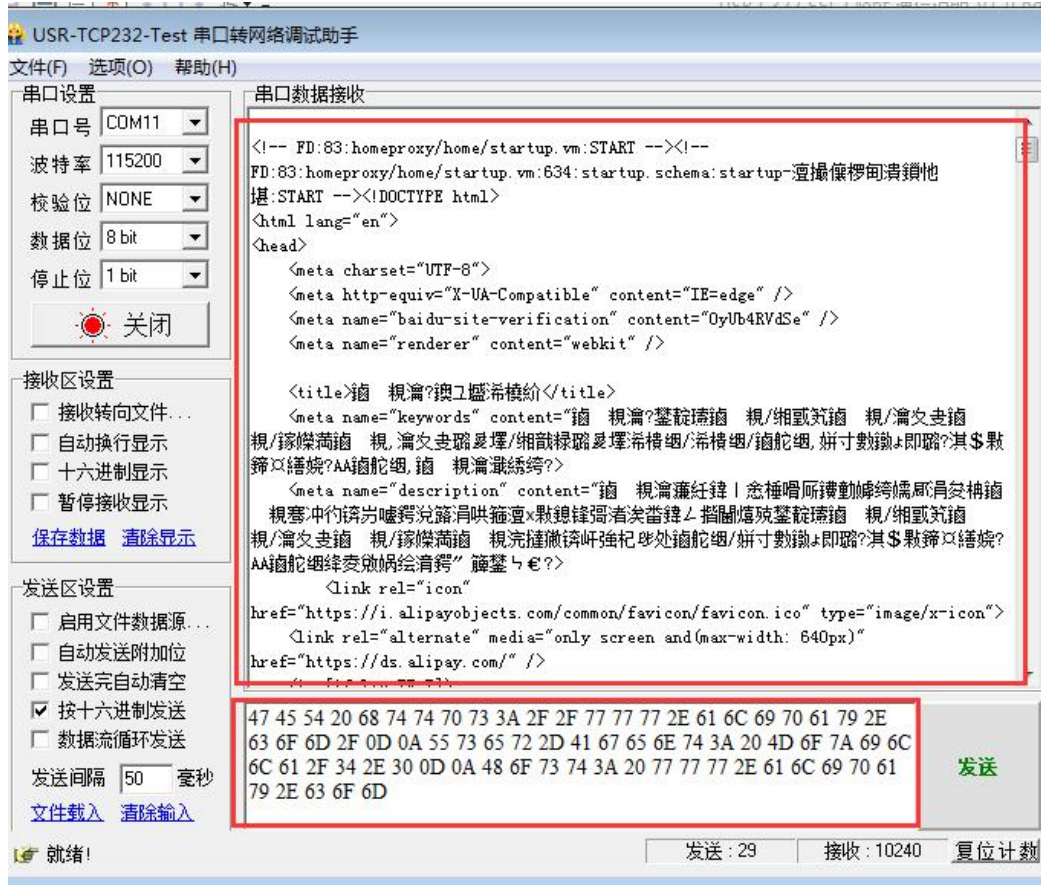 USR-TCP232-Test 串口转网络调试助手
文件(F) 选项(O) 帮助(H)
串口设置
串口号 COM11
波特率 115200
校验位 NONE
数据位 8 bit
停止位 1 bit
关闭
接收区设置
接收转向文件...
自动换行显示
十六进制显示
暂停接收显示
保存数据 清除显示
发送区设置
启用文件数据源...
自动发送附加位
发送完自动清空
按十六进制发送
数据流循环发送
发送间隔 50 毫秒
文件载入 清除输入
串口数据接收
<!-- FD:83:homeproxy/home/startup.vm:START --><!--
FD:83:homeproxy/home/startup.vm:634:startup.schema:startup-
堪:START --><!DOCTYPE html>
<html lang="en">
<head>
<meta charset="UTF-8">
<meta http-equiv="X-UA-Compatible" content="IE=edge" />
<meta name="baidu-site-verification" content="OyUb4RVdSe" />
<meta name="renderer" content="webkit" />
<title></title>
<meta name="keywords" content="
<meta name="description" content="
<link rel="icon"
href="https://i.alipayobjects.com/common/favicon/favicon.ico" type="image/x-icon">
<link rel="alternate" media="only screen and(max-width: 640px)"
href="https://ds.alipay.com/" />
47 45 54 20 68 74 74 70 73 3A 2F 2F 77 77 77 2E 61 6C 69 70 61 79 2E
63 6F 6D 2F 0D 0A 55 73 65 72 2D 41 67 65 6E 74 3A 20 4D 6F 7A 69 6C
6C 61 2F 34 2E 30 0D 0A 48 6F 73 74 3A 20 77 77 77 2E 61 6C 69 70 61
79 2E 63 6F 6D
发送
就绪!
发送 : 29 接收 : 10240 复位计数